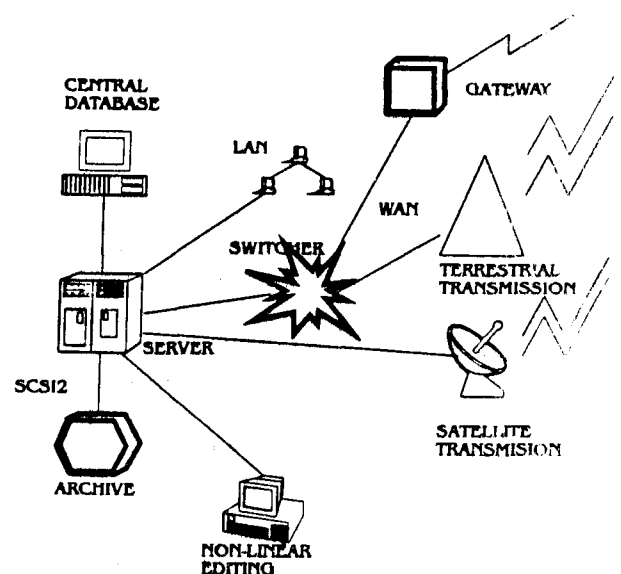 CENTRAL
DATABASE
GATEWAY
LAN
WAN
SWITCHER
TERRESTRIAL
TRANSMISSION
SERVER
SCSI2
SATELLITE
TRANSMISION
ARCHIVE
NON-LINEAR
EDITING